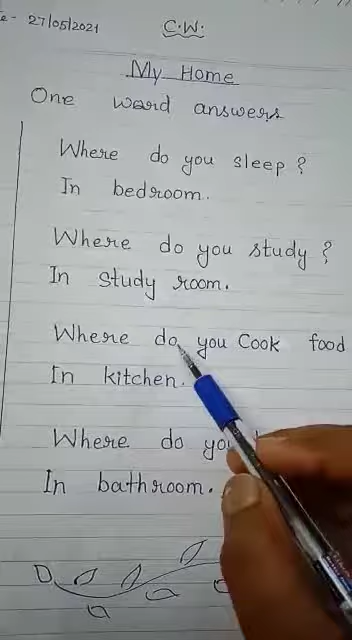 27/05/2021
C.W.
My Home
One word answers
Where do you sleep?
In bedroom.
Where do you study?
In study room.
Where do you Cook food
In kitchen.
Where do you
In bathroom.